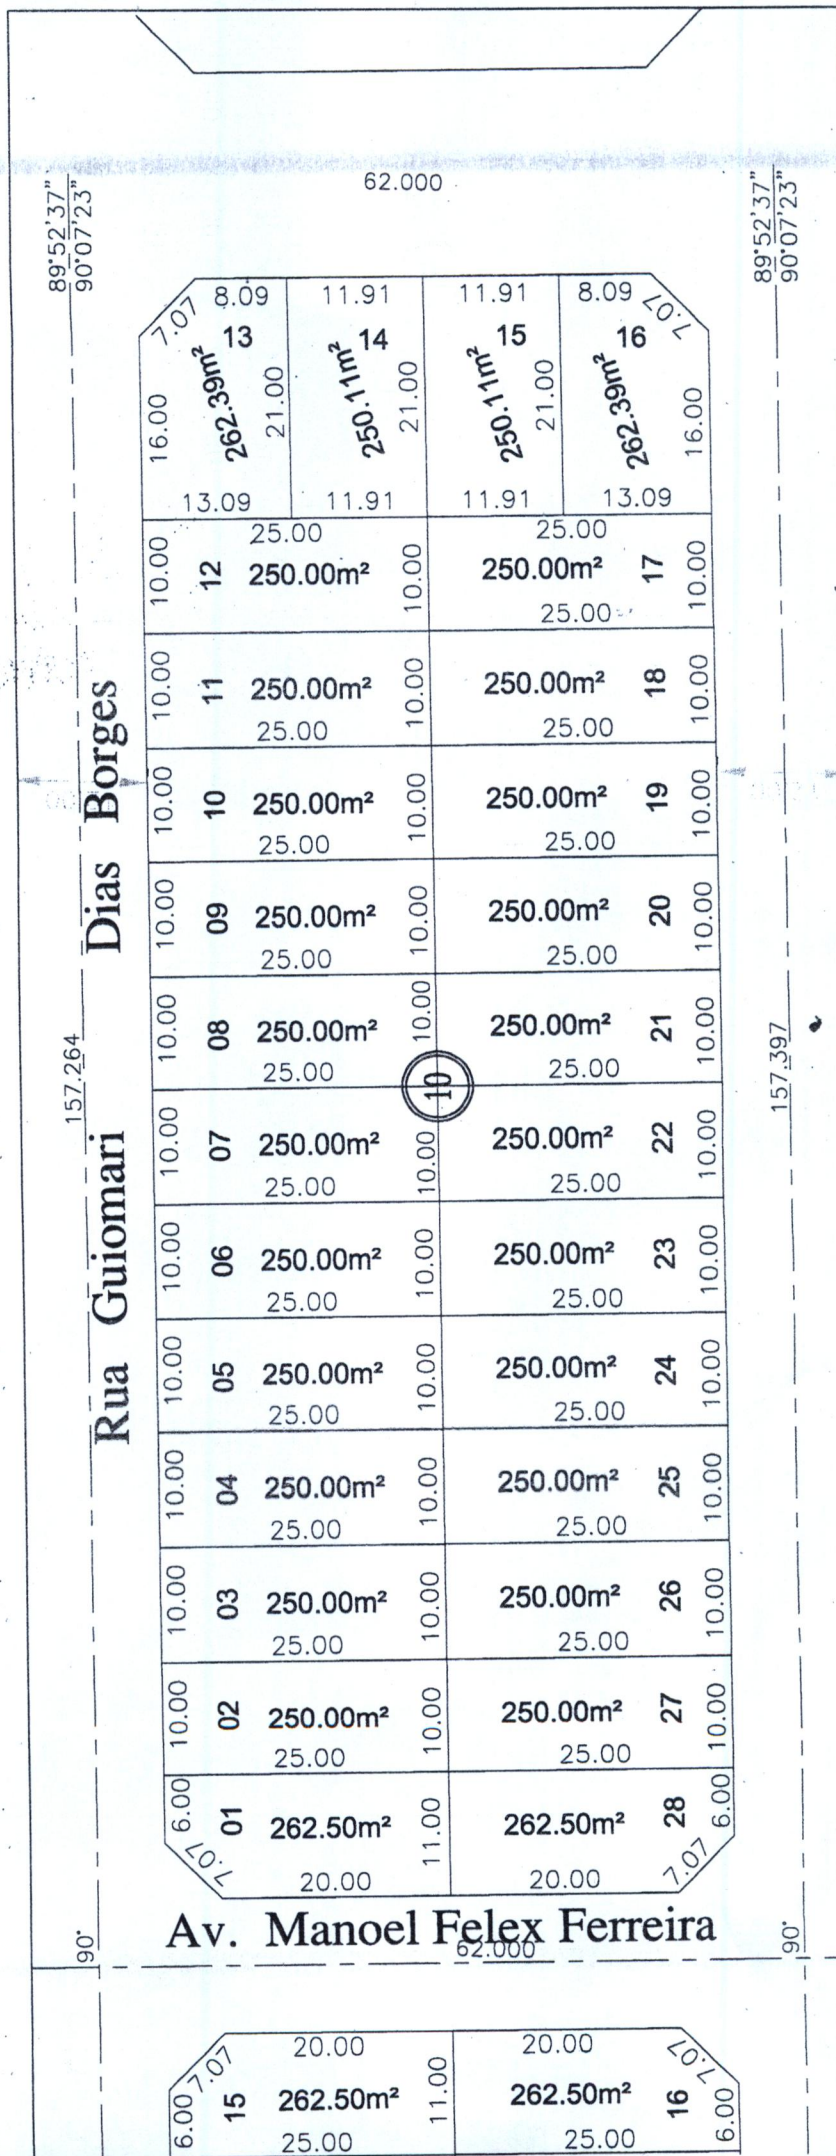 62.000
89°52'37"
90°07'23"
89°52'37"
90°07'23"
7.07 8.09 11.91 11.91 8.09 7.07
13 14 15 16
16.00 262.39m² 21.00 250.11m² 21.00 250.11m² 21.00 262.39m² 16.00
13.09 11.91 11.91 13.09
25.00 25.00
10.00 12 250.00m² 10.00 250.00m² 17 10.00
25.00
10.00 11 250.00m² 10.00 250.00m² 18 10.00
25.00 25.00
10.00 10 250.00m² 10.00 250.00m² 19 10.00
25.00 25.00
10.00 09 250.00m² 10.00 250.00m² 20 10.00
25.00 25.00
10.00 08 250.00m² 10.00 250.00m² 21 10.00
25.00 25.00
10
10.00 07 250.00m² 10.00 250.00m² 22 10.00
25.00 25.00
10.00 06 250.00m² 10.00 250.00m² 23 10.00
25.00 25.00
10.00 05 250.00m² 10.00 250.00m² 24 10.00
25.00 25.00
10.00 04 250.00m² 10.00 250.00m² 25 10.00
25.00 25.00
10.00 03 250.00m² 10.00 250.00m² 26 10.00
25.00 25.00
10.00 02 250.00m² 10.00 250.00m² 27 10.00
25.00 25.00
6.00 01 262.50m² 11.00 262.50m² 28 6.00
7.07 20.00 20.00 7.07
Rua Guiomari Dias Borges
157.264
157.397
Av. Manoel Felex Ferreira
90° 62.000 90°
7.07 20.00 20.00 7.07
6.00 15 262.50m² 11.00 262.50m² 16 6.00
25.00 25.00